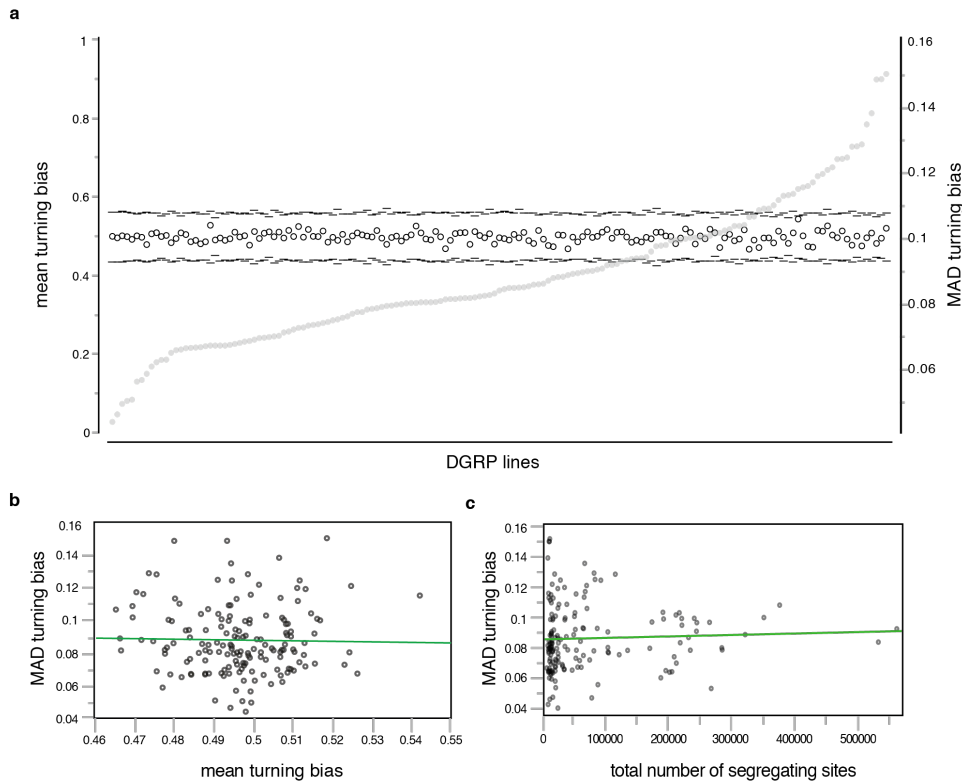 a
1
0.8
0.6
0.4
0.2
0
mean turning bias
0.16
0.14
0.12
0.1
0.08
0.06
MAD turning bias
DGRP lines
b
0.16
0.14
0.12
0.10
0.08
0.06
0.04
MAD turning bias
0.46 0.47 0.48 0.49 0.5 0.51 0.52 0.53 0.54 0.55
mean turning bias
c
0.16
0.14
0.12
0.1
0.08
0.06
0.04
MAD turning bias
0 100000 200000 300000 400000 500000
total number of segregating sites